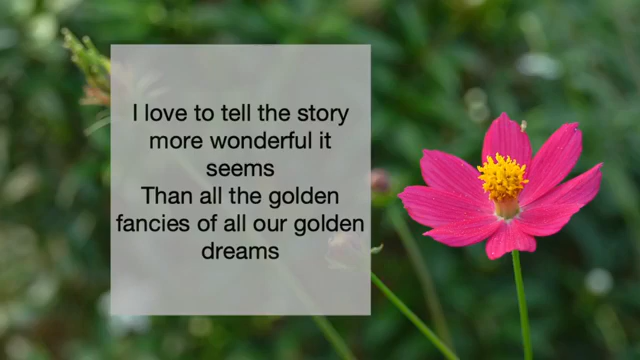 I love to tell the story
more wonderful it
seems
Than all the golden
fancies of all our golden
dreams